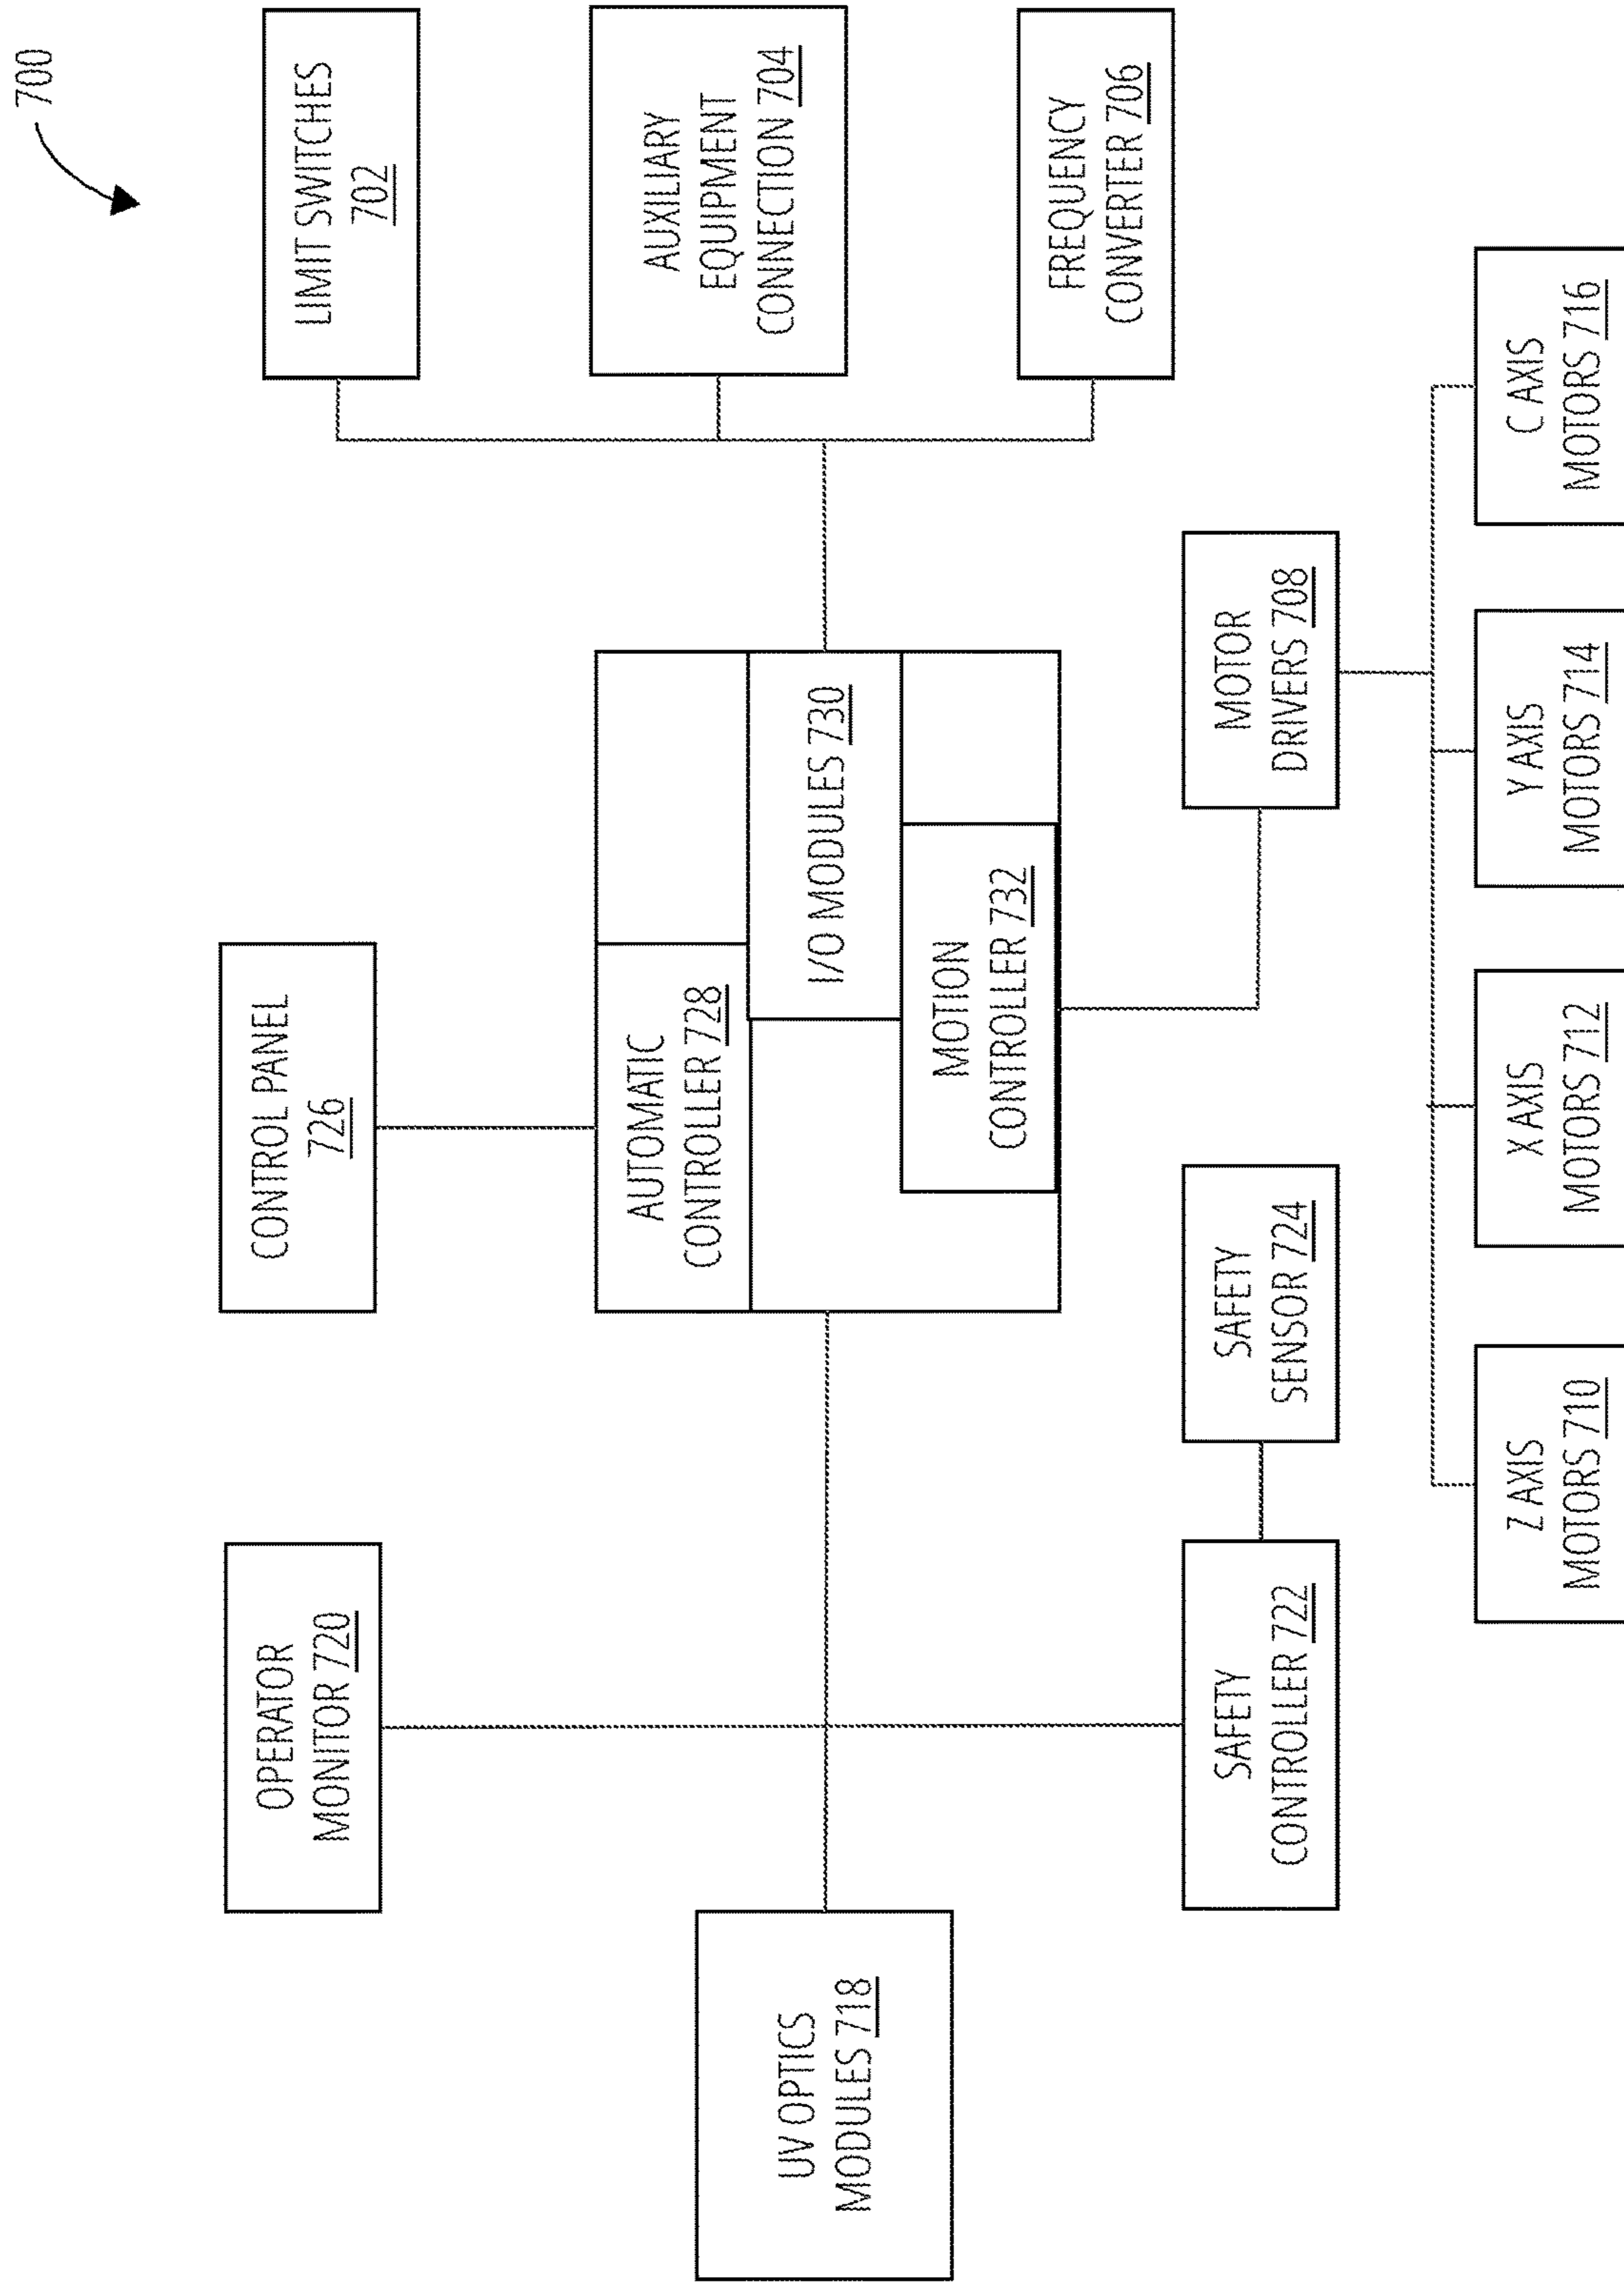 700
LIMIT SWITCHES
702
AUXILIARY
EQUIPMENT
CONNECTION 704
FREQUENCY
CONVERTER 706
CONTROL PANEL
726
AUTOMATIC
CONTROLLER 728
I/O MODULES 730
MOTION
CONTROLLER 732
MOTOR
DRIVERS 708
OPERATOR
MONITOR 720
UV OPTICS
MODULES 718
SAFETY
CONTROLLER 722
SAFETY
SENSOR 724
Z AXIS
MOTORS 710
X AXIS
MOTORS 712
Y AXIS
MOTORS 714
C AXIS
MOTORS 716